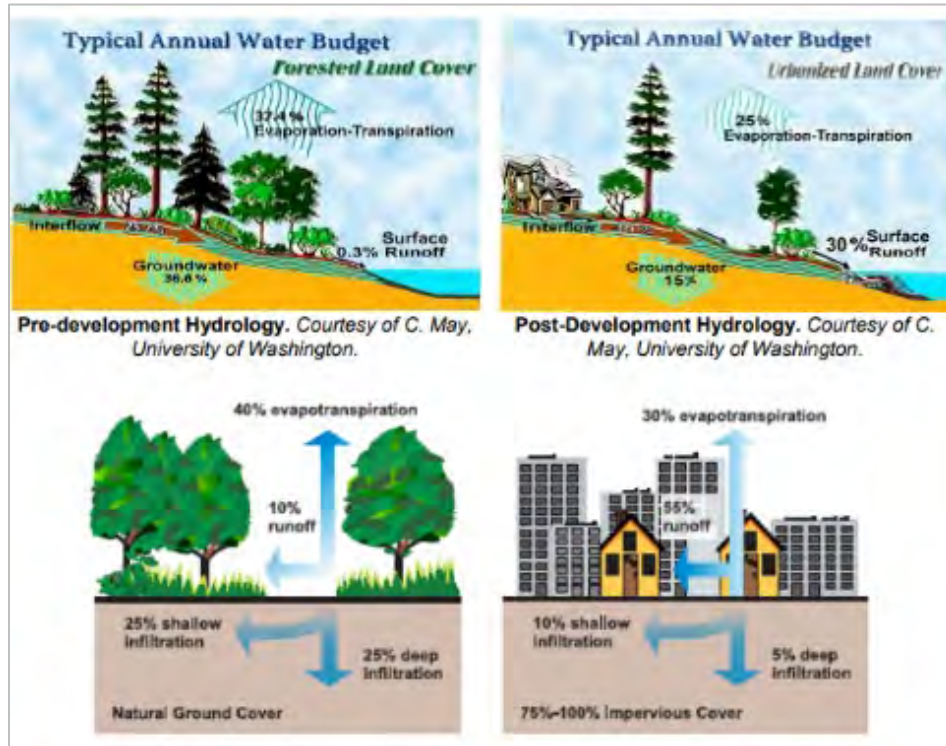 Typical Annual Water Budget
Forested Land Cover
37.4%
Evaporation-Transpiration
Interflow
Surface
0.3% Runoff
Groundwater
Typical Annual Water Budget
Urbanized Land Cover
25%
Evaporation-Transpiration
Interflow
30% Surface
Runoff
Groundwater
15%
Pre-development Hydrology. Courtesy of C. May,
University of Washington.
Post-Development Hydrology. Courtesy of C.
May, University of Washington.
40% evapotranspiration
10%
runoff
25% shallow
infiltration
25% deep
infiltration
Natural Ground Cover
30% evapotranspiration
55%
runoff
10% shallow
infiltration
5% deep
infiltration
75%-100% Impervious Cover